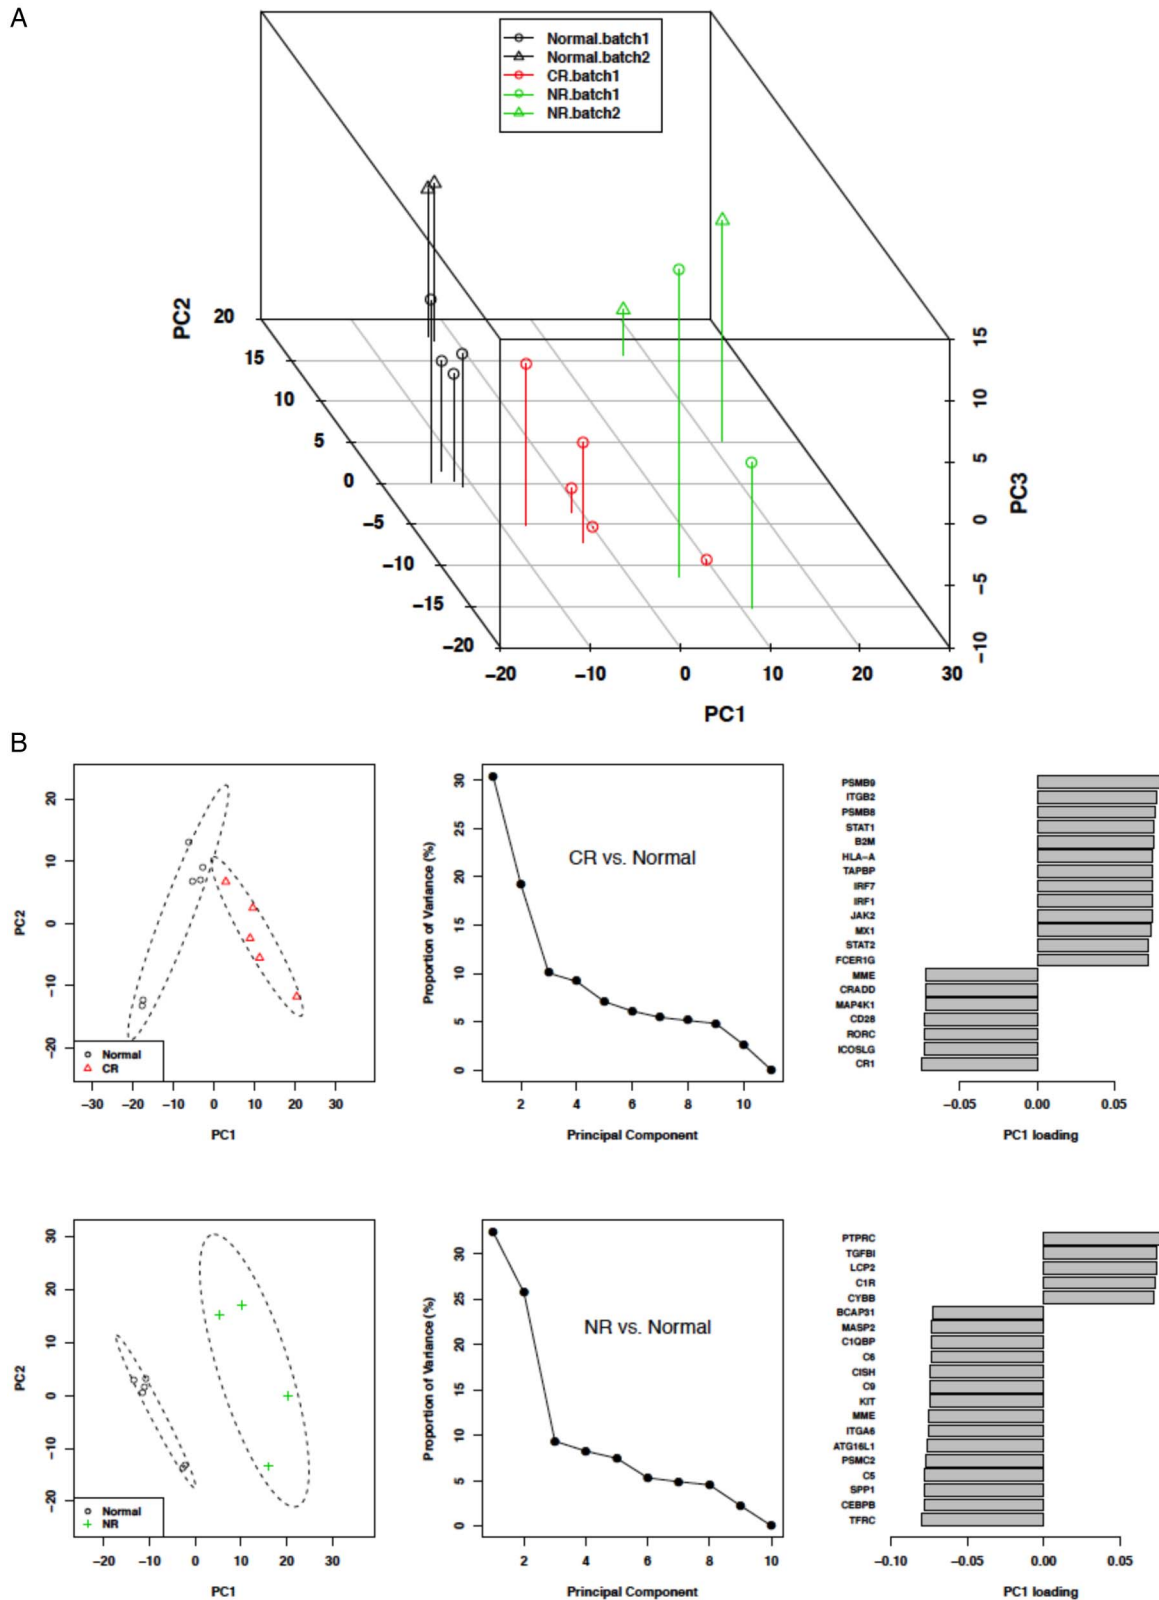 A
Normal.batch1
Normal.batch2
CR.batch1
NR.batch1
NR.batch2
PC2
20
15
10
5
0
−5
−10
−15
−20
−20
−10
0
10
20
30
PC1
15
10
5
0
−5
−10
PC3
B
20
10
0
−10
−20
PC2
Normal
CR
−30 −20 −10 0 10 20 30
PC1
30
25
20
15
10
5
0
Proportion of Variance (%)
CR vs. Normal
2 4 6 8 10
Principal Component
PSMB9
ITGB2
PSMB8
STAT1
B2M
HLA−A
TAPBP
IRF7
IRF1
JAK2
MX1
STAT2
FCER1G
MME
CRADD
MAP4K1
CD28
RORC
ICOSLG
CR1
−0.05 0.00 0.05
PC1 loading
30
20
10
0
−10
−20
PC2
Normal
NR
−20 −10 0 10 20 30
PC1
30
25
20
15
10
5
0
Proportion of Variance (%)
NR vs. Normal
2 4 6 8 10
Principal Component
PTPRC
TGFBI
LCP2
C1R
CYBB
BCAP31
MASP2
C1QBP
C6
CISH
C9
KIT
MME
ITGA6
ATG16L1
PSMC2
C5
SPP1
CEBPB
TFRC
−0.10 −0.05 0.00 0.05
PC1 loading